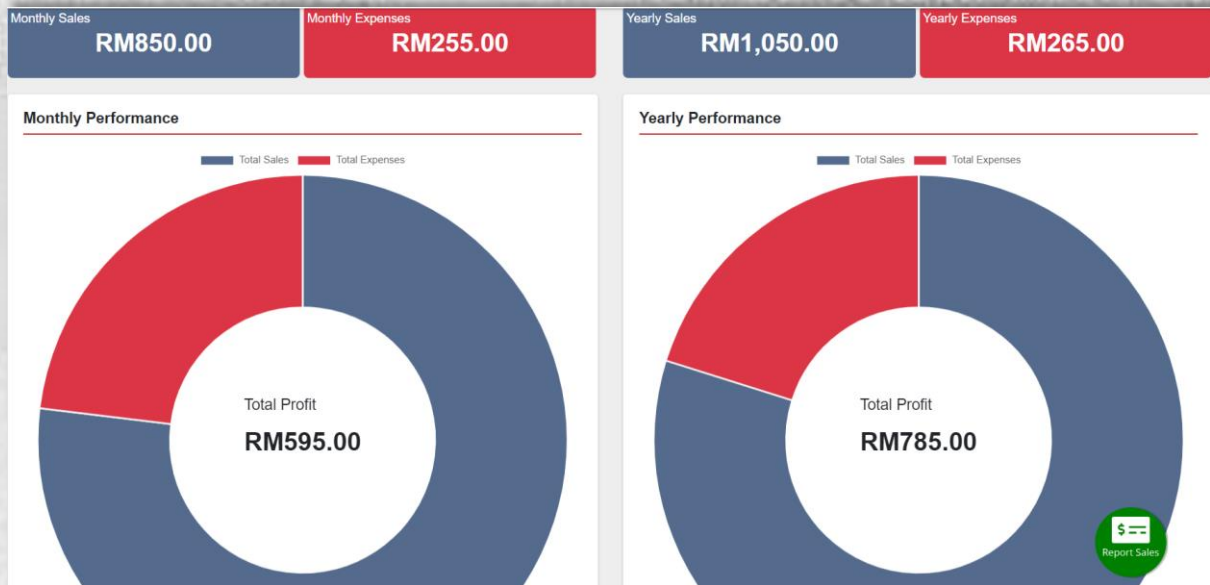 Monthly Sales
RM850.00
Monthly Expenses
RM255.00
Yearly Sales
RM1,050.00
Yearly Expenses
RM265.00
Monthly Performance
Total Sales Total Expenses
Total Profit
RM595.00
Yearly Performance
Total Sales Total Expenses
Total Profit
RM785.00
$
Report Sales